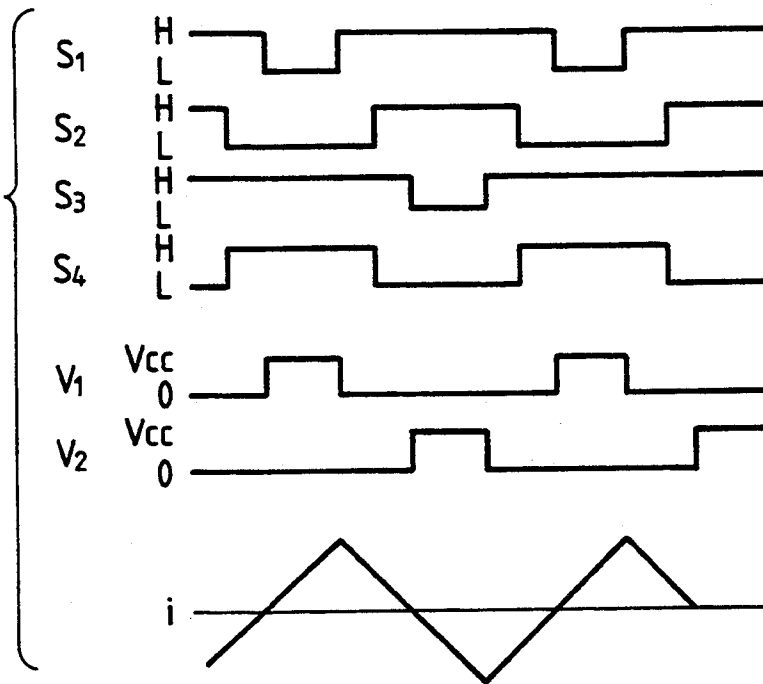 S1 H L
S2 H L
S3 H L
S4 H L
V1 Vcc 0
V2 Vcc 0
i